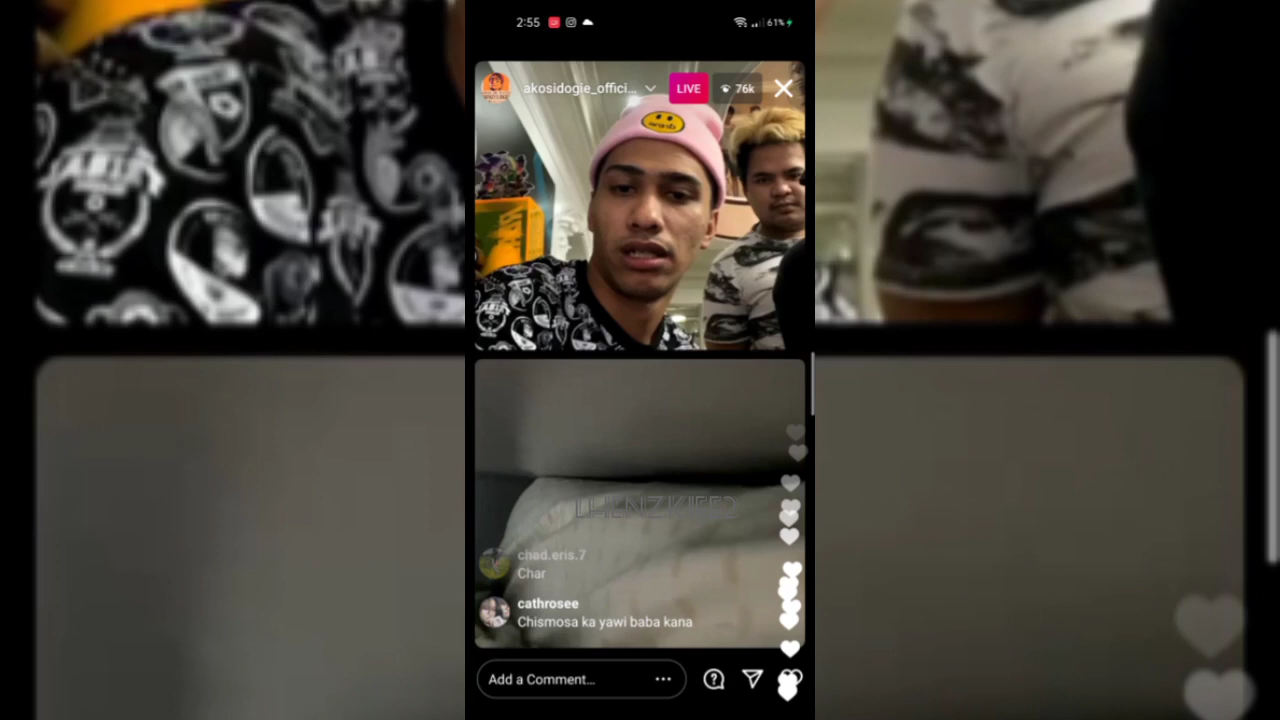 2:55
61%
akosidogie_offici...
LIVE
76k
chad.eris.7
Char
cathrosee
Chismosa ka yawi baba kana
Add a Comment...